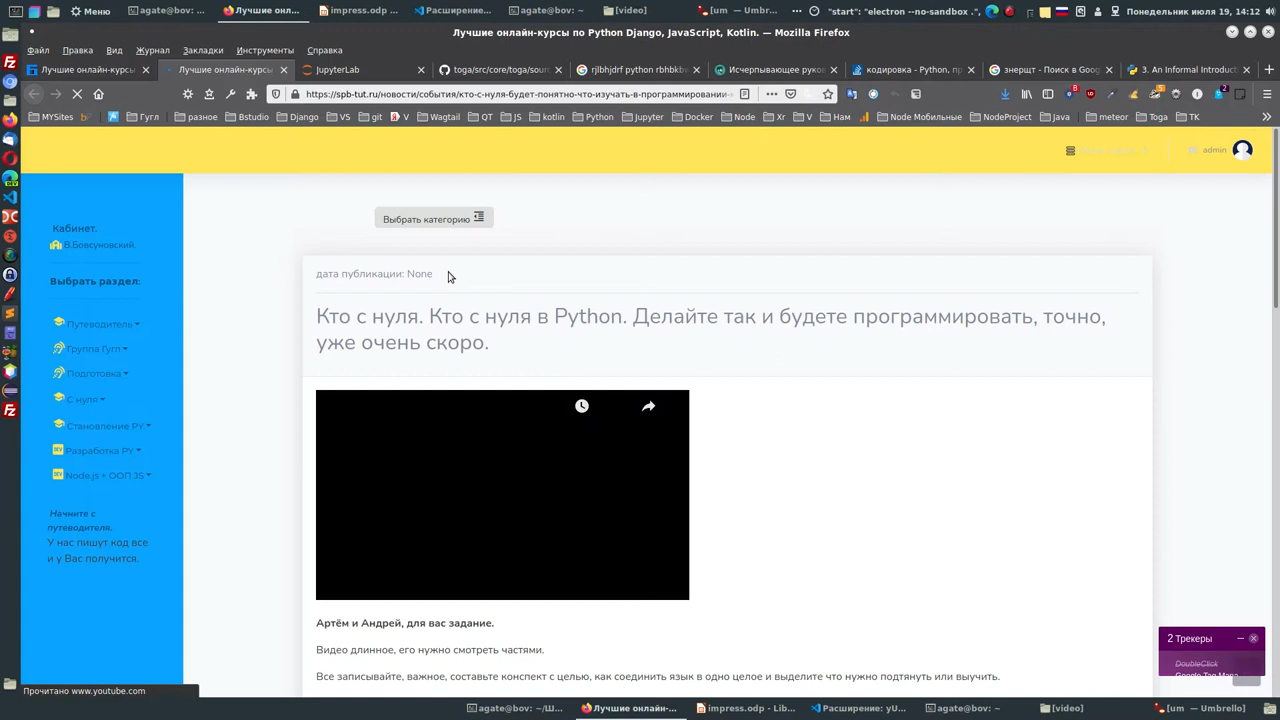 Меню
agate@bov: ~
Лучшие онл...
impress.odp ...
Расширение...
agate@bov: ~
[video]
[um — Umbr...
"start": "electron --no-sandbox .",
Понедельник июля 19, 14:12
Лучшие онлайн-курсы по Python Django, JavaScript, Kotlin. — Mozilla Firefox
Файл Правка Вид Журнал Закладки Инструменты Справка
Лучшие онлайн-курсы
Лучшие онлайн-курсы
JupyterLab
toga/src/core/toga/sour
rjlbhjdrf python rbhbkbw
Исчерпывающее руков
кодировка - Python, пр
знерщт - Поиск в Goog
3. An Informal Introduct
https://spb-tut.ru/новости/события/кто-с-нуля-будет-понятно-что-изучать-в-программировании-
MYSites Вю Гугл разное Bstudio Django VS git V Wagtail QT JS kotlin Python Jupyter Docker Node Xr V Нам Node Мобильные NodeProject Java meteor Toga TK
admin
Кабинет.
В.Бовсуновский.
Выбрать раздел:
Путеводитель
Группа Гугл
Подготовка
С нуля
Становление PY
Разработка PY
Node.js + ООП JS
Начните с
путеводителя.
У нас пишут код все
и у Вас получится.
Выбрать категорию
дата публикации: None
Кто с нуля. Кто с нуля в Python. Делайте так и будете программировать, точно,
уже очень скоро.
Артём и Андрей, для вас задание.
Видео длинное, его нужно смотреть частями.
Все записывайте, важное, составьте конспект с целью, как соединить язык в одно целое и выделите что нужно подтянуть или выучить.
2 Трекеры
DoubleClick
Google Tag Mana
Прочитано www.youtube.com
agate@bov: ~/Ш...
Лучшие онлайн-...
impress.odp - Lib...
Расширение: yU...
agate@bov: ~
[video]
[um — Umbrello]